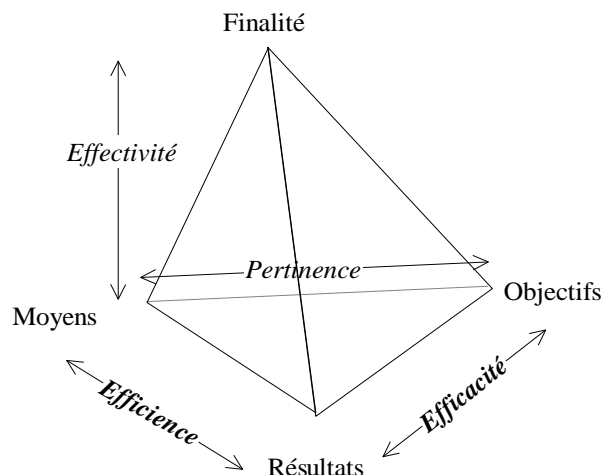 Finalité
Effectivité
Pertinence
Objectifs
Moyens
Efficience
Efficacité
Résultats